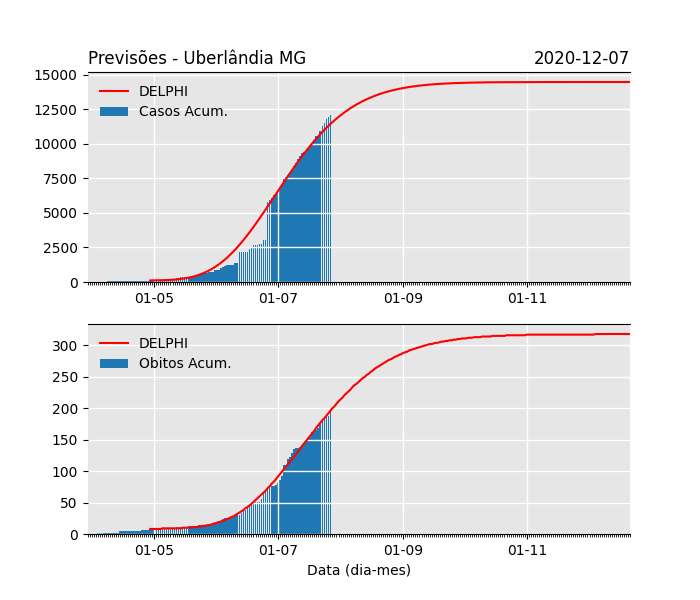 Previsões - Uberlândia MG 2020-12-07
15000
12500
10000
7500
5000
2500
0
DELPHI
Casos Acum.
01-05 01-07 01-09 01-11
300
250
200
150
100
50
0
DELPHI
Obitos Acum.
01-05 01-07 01-09 01-11
Data (dia-mes)